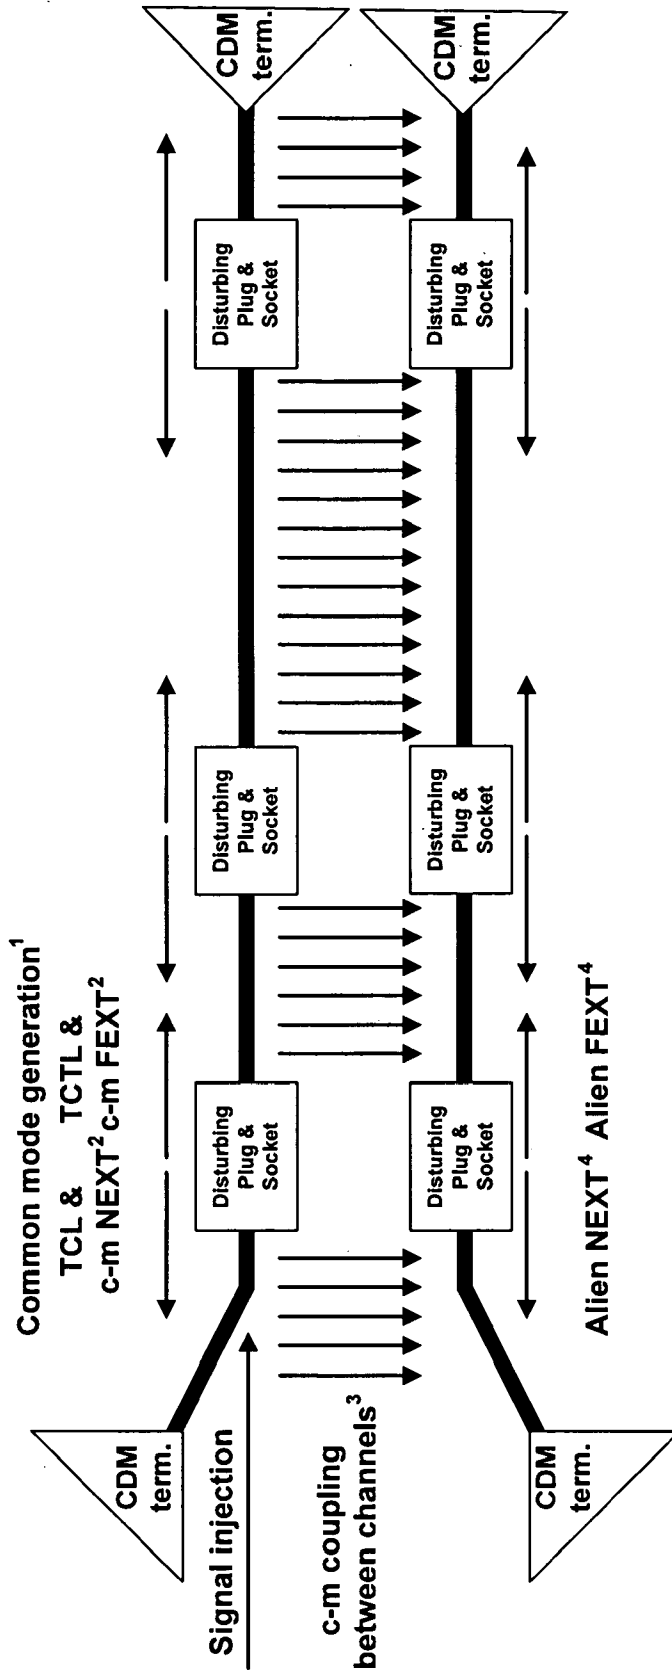 Common mode generation1
TCL & TCTL &
c-m NEXT2 c-m FEXT2
CDM
term.
CDM
term.
Signal injection
Disturbing
Plug &
Socket
Disturbing
Plug &
Socket
Disturbing
Plug &
Socket
c-m coupling
between channels3
CDM
term.
CDM
term.
Disturbing
Plug &
Socket
Disturbing
Plug &
Socket
Disturbing
Plug &
Socket
Alien NEXT4 Alien FEXT4